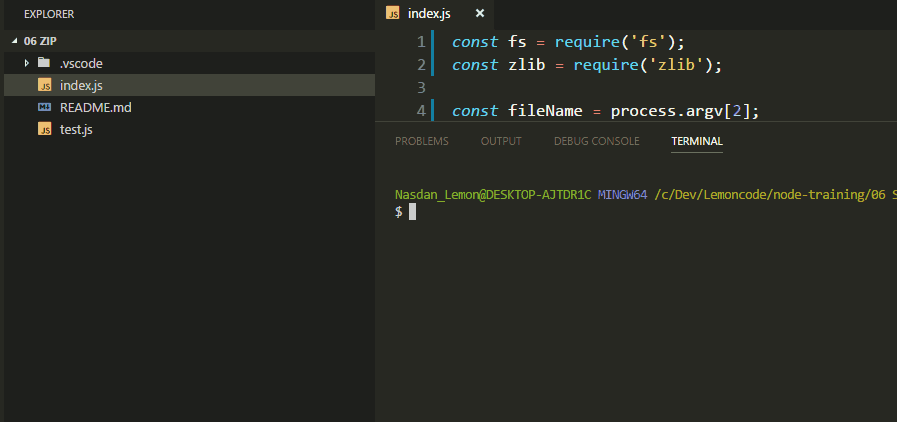 EXPLORER
06 ZIP
.vscode
JS index.js
M README.md
JS test.js
JS index.js ×
1 const fs = require('fs');
2 const zlib = require('zlib');
3
4 const fileName = process.argv[2];
PROBLEMS OUTPUT DEBUG CONSOLE TERMINAL
Nasdan_Lemon@DESKTOP-AJTDR1C MINGW64 /c/Dev/Lemoncode/node-training/06 S
$